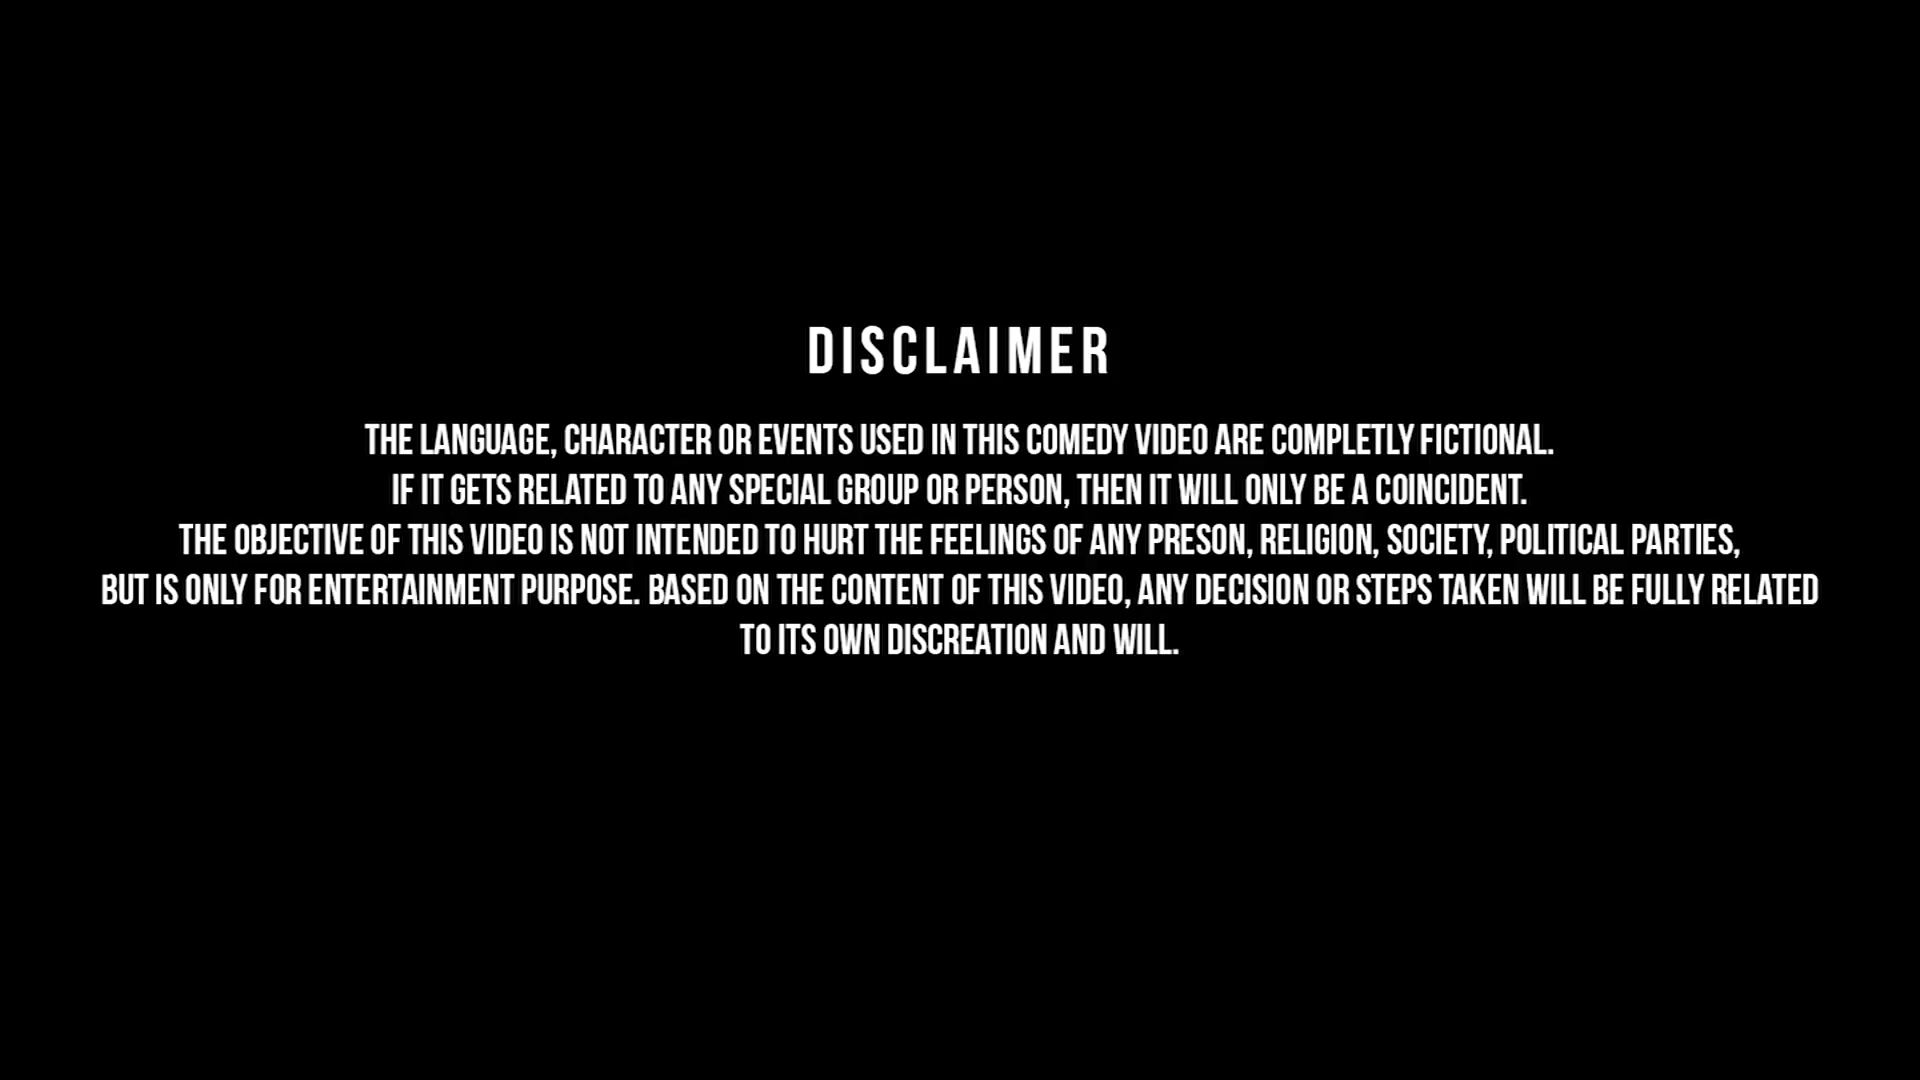 DISCLAIMER
THE LANGUAGE, CHARACTER OR EVENTS USED IN THIS COMEDY VIDEO ARE COMPLETLY FICTIONAL.
IF IT GETS RELATED TO ANY SPECIAL GROUP OR PERSON, THEN IT WILL ONLY BE A COINCIDENT.
THE OBJECTIVE OF THIS VIDEO IS NOT INTENDED TO HURT THE FEELINGS OF ANY PRESON, RELIGION, SOCIETY, POLITICAL PARTIES,
BUT IS ONLY FOR ENTERTAINMENT PURPOSE. BASED ON THE CONTENT OF THIS VIDEO, ANY DECISION OR STEPS TAKEN WILL BE FULLY RELATED
TO ITS OWN DISCREATION AND WILL.